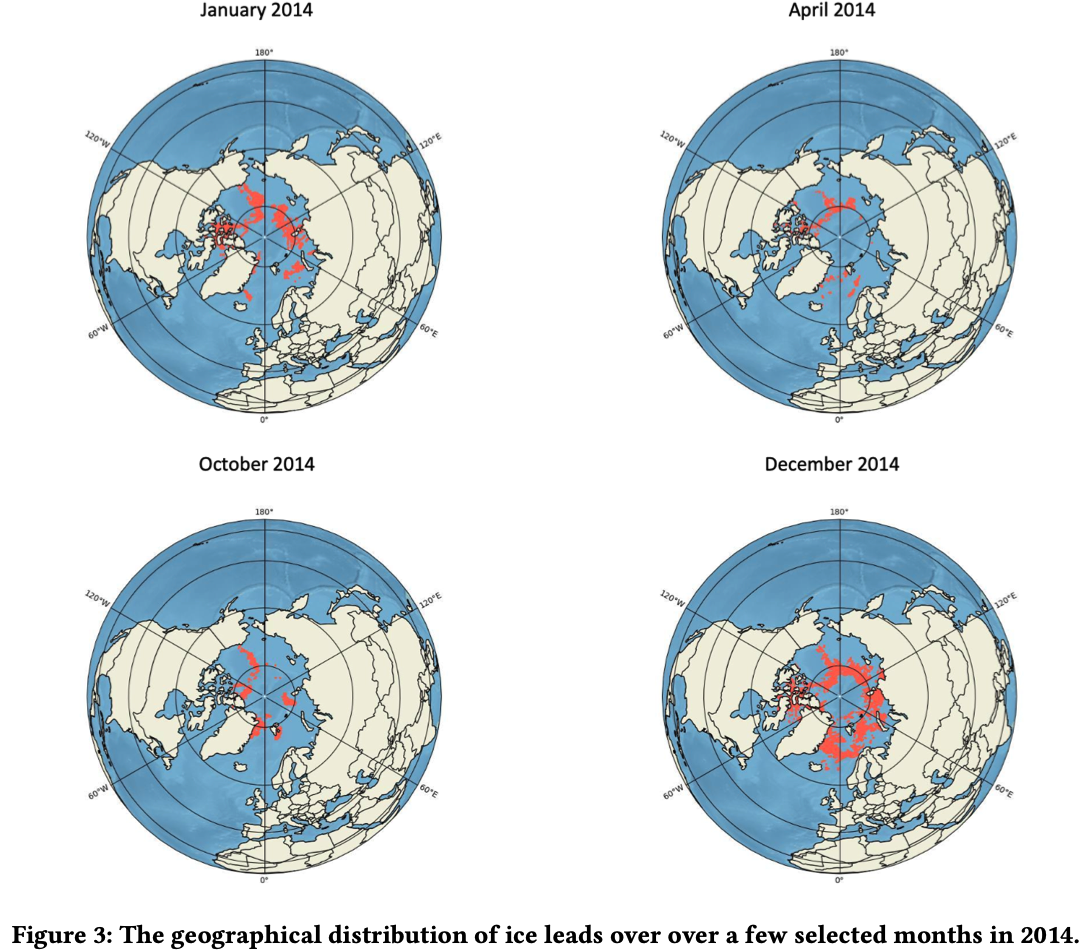 January 2014
April 2014
180°
180°
120°W
120°E
120°W
120°E
60°W
60°E
60°W
60°E
0°
0°
October 2014
December 2014
180°
180°
120°W
120°E
120°W
120°E
60°W
60°E
60°W
60°E
0°
0°
Figure 3: The geographical distribution of ice leads over over a few selected months in 2014.